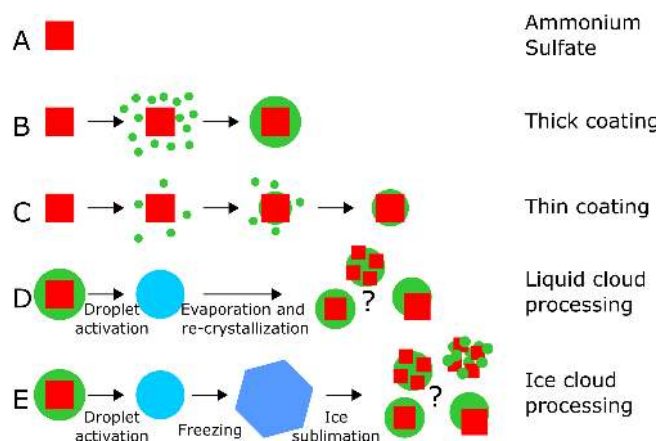 A
Ammonium
Sulfate
B
Thick coating
C
Thin coating
D
Droplet
activation
Evaporation and
re-crystallization
?
Liquid cloud
processing
E
Droplet
activation
Freezing
Ice
sublimation
?
Ice cloud
processing